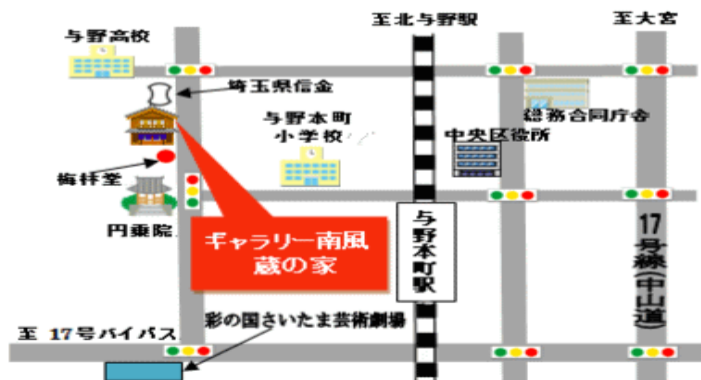 至北与野駅
至大宮
与野高校
埼玉県信金
総務合同庁舎
与野本町
小学校
中央区役所
梅林堂
円乗院
ギャラリー南風
蔵の家
与野本町駅
17号線(中山道)
彩の国さいたま芸術劇場
至 17号バイパス